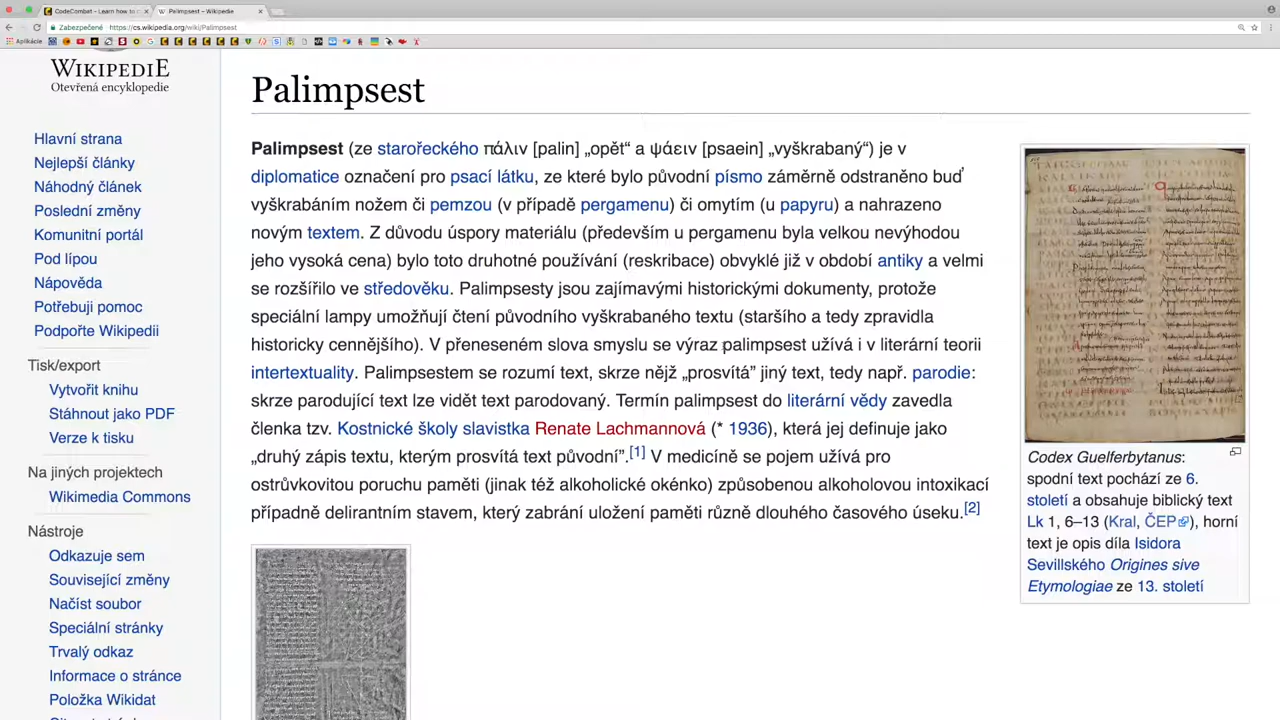 CodeCombat - Learn how to c
Palimpsest – Wikipedie
Zabezpečené
https://cs.wikipedia.org/wiki/Palimpsest
Aplikácie
WIKIPEDIE
Otevřená encyklopedie
Hlavní strana
Nejlepší články
Náhodný článek
Poslední změny
Komunitní portál
Pod lípou
Nápověda
Potřebuji pomoc
Podpořte Wikipedii
Tisk/export
Vytvořit knihu
Stáhnout jako PDF
Verze k tisku
Na jiných projektech
Wikimedia Commons
Nástroje
Odkazuje sem
Související změny
Načíst soubor
Speciální stránky
Trvalý odkaz
Informace o stránce
Položka Wikidat
Palimpsest
Palimpsest (ze starořeckého πάλιν [palin] „opět“ a ψάειν [psaein] „vyškrabaný“) je v
diplomatice označení pro psací látku, ze které bylo původní písmo záměrně odstraněno buď
vyškrabáním nožem či pemzou (v případě pergamenu) či omytím (u papyru) a nahrazeno
novým textem. Z důvodu úspory materiálu (především u pergamenu byla velkou nevýhodou
jeho vysoká cena) bylo toto druhotné používání (reskribace) obvyklé již v období antiky a velmi
se rozšířilo ve středověku. Palimpsesty jsou zajímavými historickými dokumenty, protože
speciální lampy umožňují čtení původního vyškrabaného textu (staršího a tedy zpravidla
historicky cennějšího). V přeneseném slova smyslu se výraz palimpsest užívá i v literární teorii
intertextuality. Palimpsestem se rozumí text, skrze nějž „prosvítá” jiný text, tedy např. parodie:
skrze parodující text lze vidět text parodovaný. Termín palimpsest do literární vědy zavedla
členka tzv. Kostnické školy slavistka Renate Lachmannová (* 1936), která jej definuje jako
„druhý zápis textu, kterým prosvítá text původní”.[1] V medicíně se pojem užívá pro
ostrůvkovitou poruchu paměti (jinak též alkoholické okénko) způsobenou alkoholovou intoxikací
případně delirantním stavem, který zabrání uložení paměti různě dlouhého časového úseku.[2]
Codex Guelferbytanus:
spodní text pochází ze 6.
století a obsahuje biblický text
Lk 1, 6–13 (Kral, ČEP), horní
text je opis díla Isidora
Sevillského Origines sive
Etymologiae ze 13. století